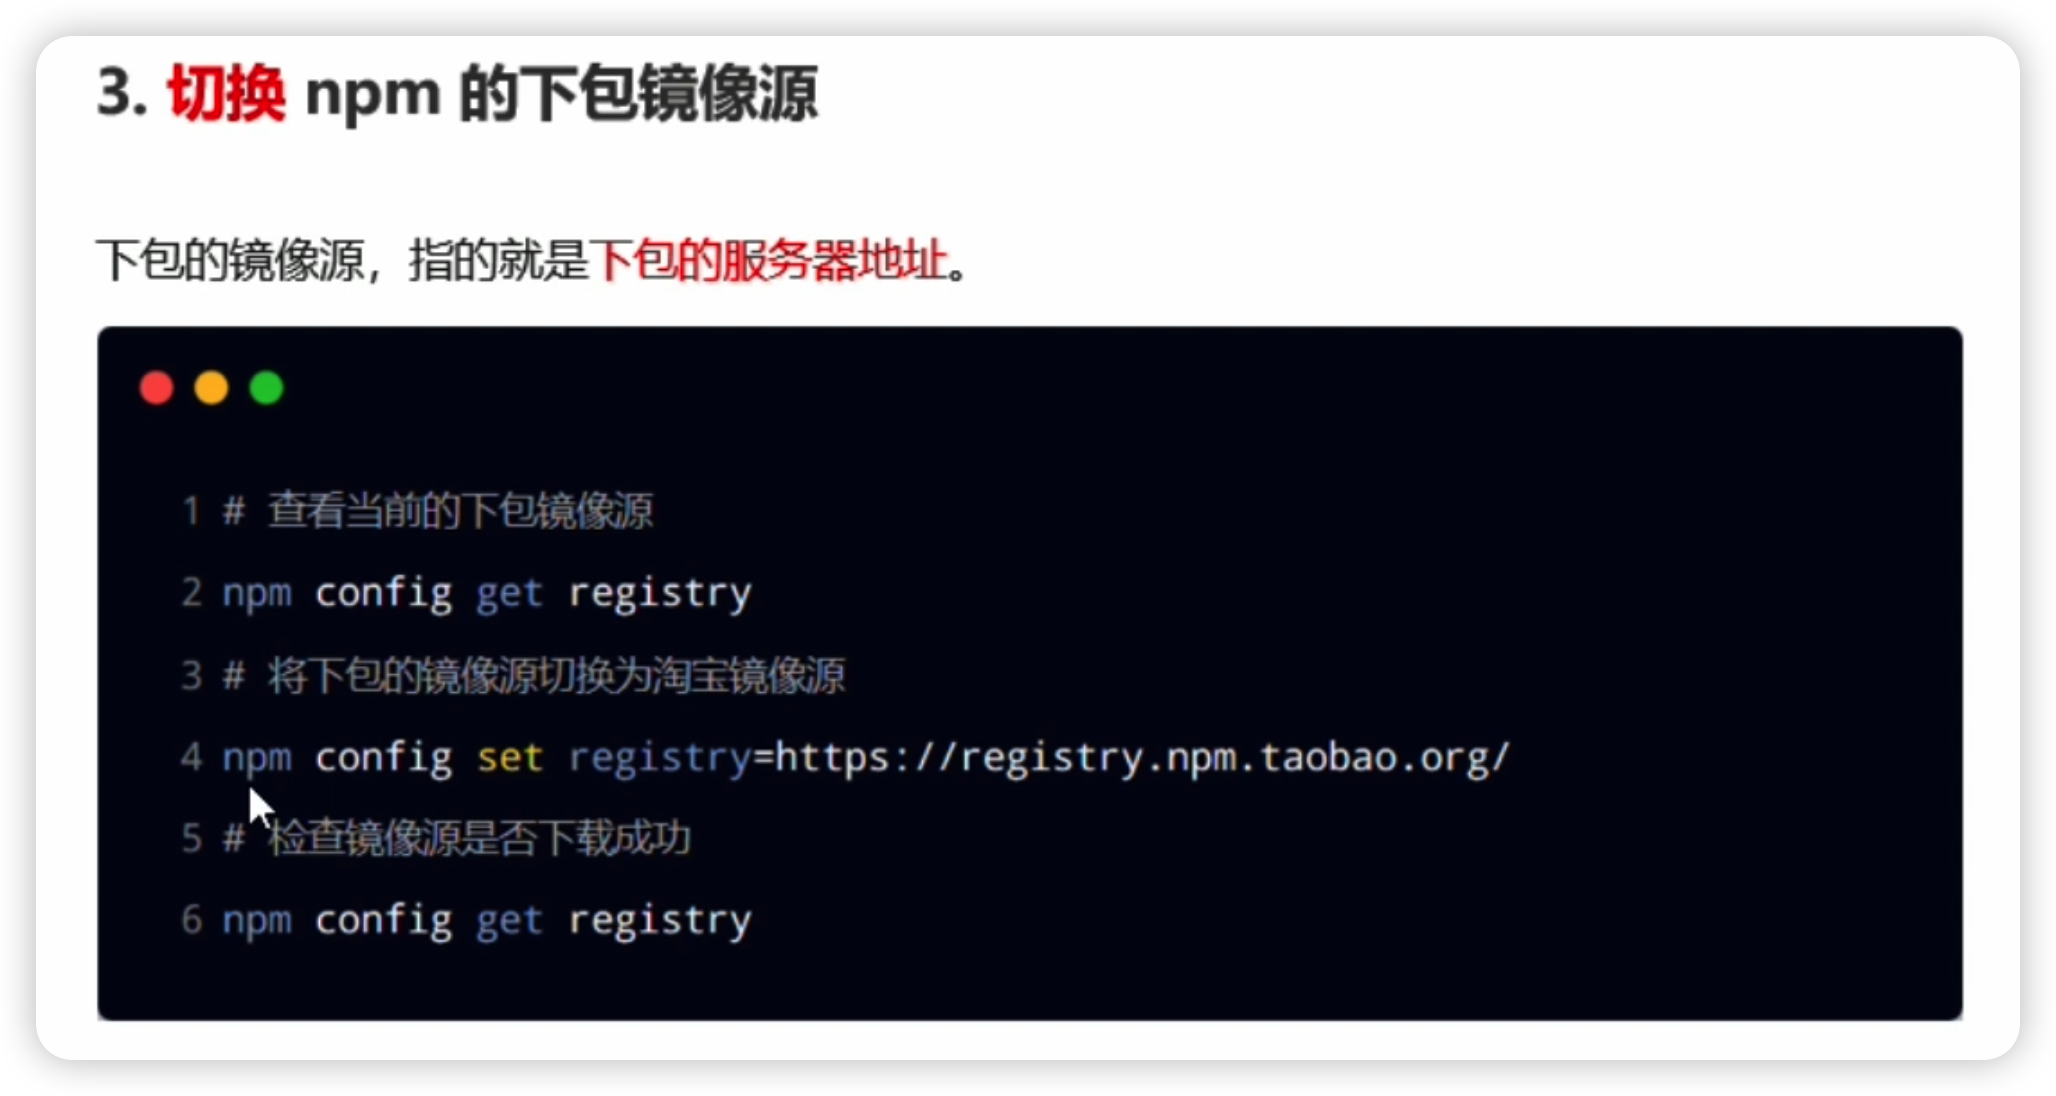 3. 切换 npm 的下包镜像源
下包的镜像源，指的就是下包的服务器地址。
1 # 查看当前的下包镜像源
2 npm config get registry
3 # 将下包的镜像源切换为淘宝镜像源
4 npm config set registry=https://registry.npm.taobao.org/
5 # 检查镜像源是否下载成功
6 npm config get registry